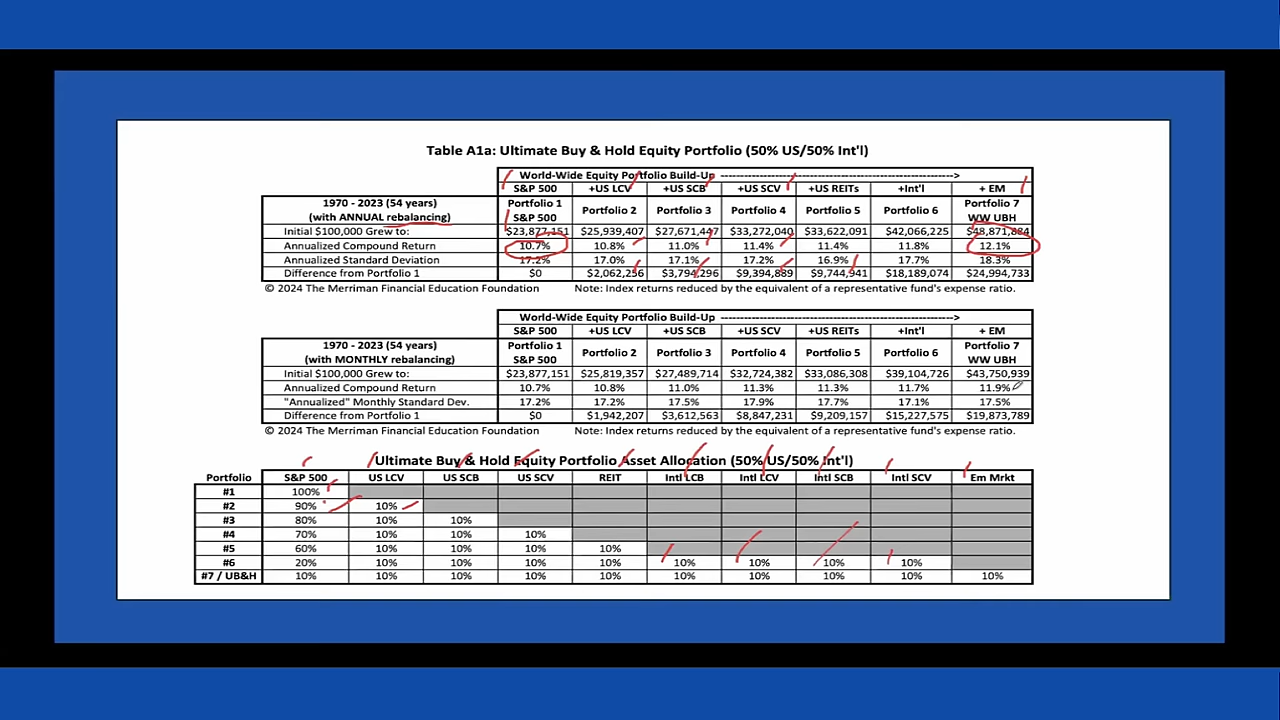 Table A1a: Ultimate Buy & Hold Equity Portfolio (50% US/50% Int'l)
World-Wide Equity Portfolio Build-Up ------------------------------------------------------>
S&P 500 +US LCV +US SCB +US SCV +US REITs +Int'l + EM
1970 - 2023 (54 years) Portfolio 1 Portfolio 2 Portfolio 3 Portfolio 4 Portfolio 5 Portfolio 6 Portfolio 7
(with ANNUAL rebalancing) S&P 500 WW UBH
Initial $100,000 Grew to: $23,877,151 $25,939,407 $27,671,447 $33,272,040 $33,622,091 $42,066,225 $48,871,884
Annualized Compound Return 10.7% 10.8% 11.0% 11.4% 11.4% 11.8% 12.1%
Annualized Standard Deviation 17.2% 17.0% 17.1% 17.2% 16.9% 17.7% 18.3%
Difference from Portfolio 1 $0 $2,062,256 $3,794,296 $9,394,889 $9,744,941 $18,189,074 $24,994,733
© 2024 The Merriman Financial Education Foundation Note: Index returns reduced by the equivalent of a representative fund's expense ratio.
World-Wide Equity Portfolio Build-Up ------------------------------------------------------>
S&P 500 +US LCV +US SCB +US SCV +US REITs +Int'l + EM
1970 - 2023 (54 years) Portfolio 1 Portfolio 2 Portfolio 3 Portfolio 4 Portfolio 5 Portfolio 6 Portfolio 7
(with MONTHLY rebalancing) S&P 500 WW UBH
Initial $100,000 Grew to: $23,877,151 $25,819,357 $27,489,714 $32,724,382 $33,086,308 $39,104,726 $43,750,939
Annualized Compound Return 10.7% 10.8% 11.0% 11.3% 11.3% 11.7% 11.9%
"Annualized" Monthly Standard Dev. 17.2% 17.2% 17.5% 17.9% 17.7% 17.1% 17.5%
Difference from Portfolio 1 $0 $1,942,207 $3,612,563 $8,847,231 $9,209,157 $15,227,575 $19,873,789
© 2024 The Merriman Financial Education Foundation Note: Index returns reduced by the equivalent of a representative fund's expense ratio.
Ultimate Buy & Hold Equity Portfolio Asset Allocation (50%/US/50% Int'l)
Portfolio S&P 500 US LCV US SCB US SCV REIT Intl LCB Intl LCV Intl SCB Intl SCV Em Mrkt
#1 100%
#2 90% 10%
#3 80% 10% 10%
#4 70% 10% 10% 10%
#5 60% 10% 10% 10% 10%
#6 20% 10% 10% 10% 10% 10% 10% 10% 10%
#7 / UB&H 10% 10% 10% 10% 10% 10% 10% 10% 10% 10%